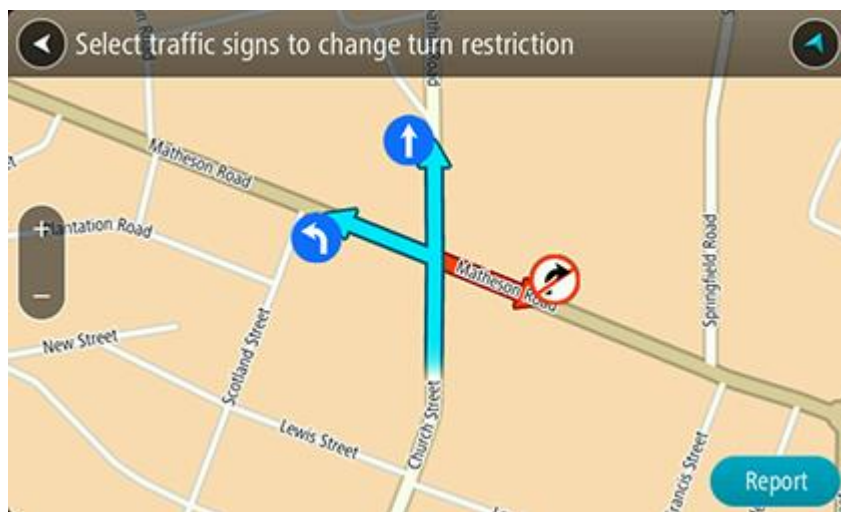 Select traffic signs to change turn restriction
Road
Matheson Road
Plantation Road
Matheson Road
Springfield Road
New Street
Scotland Street
Lewis Street
Church Street
Francis Street
Report